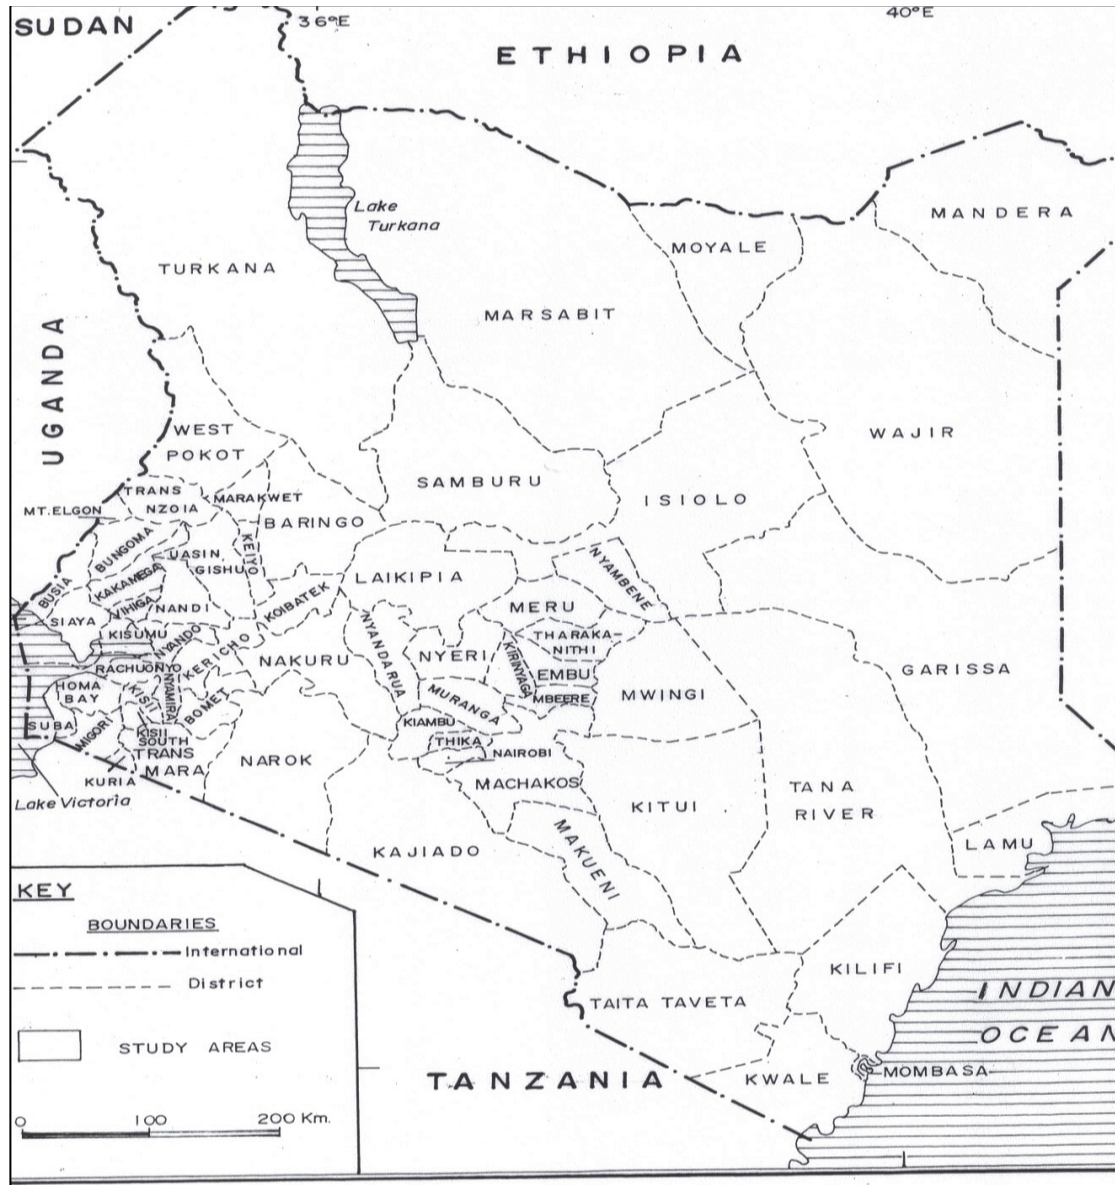 SUDAN
36°E
40°E
ETHIOPIA
MANDERA
Lake
Turkana
MOYALE
TURKANA
MARSABIT
UGANDA
WEST
POKOT
WAJIR
SAMBURU
TRANS
NZOIA
MARAKWET
ISIOLO
MT.ELGON
BARINGO
BUNGOMA
UASIN
GISHU
KEIYO
NYAMBENE
KAKAMEGA
LAIKIPIA
BUSIA
VIHIGA
NANDI
KOIBATEK
MERU
SIAYA
KISUMU
NYANDO
KERICHO
THARAKA-
NITHI
NYANDARUA
NYERI
KIRINYAGA
NAKURU
RACHUONYO
EMBU
GARISSA
HOMA
BAY
KISII
NYAMIRA
BOMET
MURANGA
MBEERE
MWINGI
SUBA
MIGORI
KISII
SOUTH
KIAMBU
THIKA
NAIROBI
TRANS
MARA
NAROK
KURIA
MACHAKOS
TANA
RIVER
KITUI
Lake Victoria
MAKUENI
LAMU
KAJIADO
KEY
BOUNDARIES
International
District
STUDY AREAS
KILIFI
INDIAN
OCEAN
TAITA TAVETA
TANZANIA
KWALE
MOMBASA
0 100 200 Km.